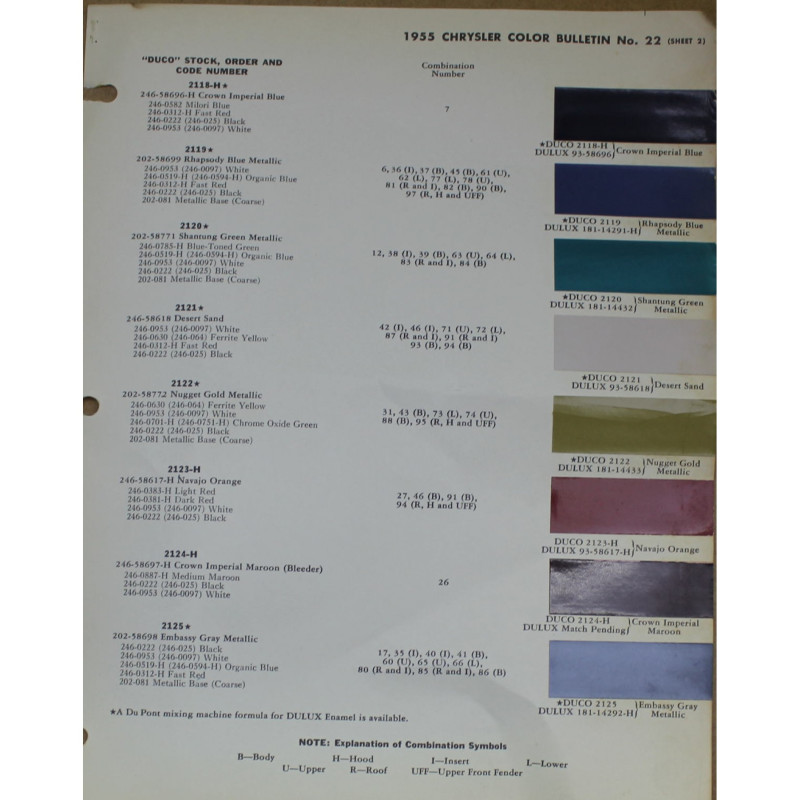 1955 CHRYSLER COLOR BULLETIN No. 22 (SHEET 2)
"DUCO" STOCK, ORDER AND
CODE NUMBER
Combination
Number
2118-H★
246-58696-H Crown Imperial Blue
246-0582 Milori Blue
246-0312-H Fast Red
246-0222 (246-025) Black
246-0953 (246-0097) White
7
★DUCO 2118-H
DULUX 93-58696
Crown Imperial Blue
2119★
202-58699 Rhapsody Blue Metallic
246-0953 (246-0097) White
246-0519-H (246-0594-H) Organic Blue
246-0312-H Fast Red
246-0222 (246-025) Black
202-081 Metallic Base (Coarse)
6, 36 (I), 37 (B), 45 (B), 61 (U),
62 (L), 77 (L), 78 (U),
81 (R and I), 82 (B), 90 (B),
97 (R, H and UFF)
★DUCO 2119
DULUX 181-14291-H
Rhapsody Blue
Metallic
2120★
202-58771 Shantung Green Metallic
246-0785-H Blue-Toned Green
246-0519-H (246-0594-H) Organic Blue
246-0953 (246-0097) White
246-0222 (246-025) Black
202-081 Metallic Base (Coarse)
12, 38 (I), 39 (B), 63 (U), 64 (L),
83 (R and I), 84 (B)
★DUCO 2120
DULUX 181-14432
Shantung Green
Metallic
2121★
246-58618 Desert Sand
246-0953 (246-0097) White
246-0630 (246-064) Ferrite Yellow
246-0312-H Fast Red
246-0222 (246-025) Black
42 (I), 46 (I), 71 (U), 72 (L),
87 (R and I), 91 (R and I)
93 (B), 94 (B)
★DUCO 2121
DULUX 93-58618
Desert Sand
2122★
202-58772 Nugget Gold Metallic
246-0630 (246-064) Ferrite Yellow
246-0953 (246-0097) White
246-0701-H (246-0751-H) Chrome Oxide Green
246-0222 (246-025) Black
202-081 Metallic Base (Coarse)
31, 43 (B), 73 (L), 74 (U),
88 (B), 95 (R, H and UFF)
★DUCO 2122
DULUX 181-14433
Nugget Gold
Metallic
2123-H
246-58617-H Navajo Orange
246-0383-H Light Red
246-0381-H Dark Red
246-0953 (246-0097) White
246-0222 (246-025) Black
27, 46 (B), 91 (B),
94 (R, H and UFF)
DUCO 2123-H
DULUX 93-58617-H
Navajo Orange
2124-H
246-58697-H Crown Imperial Maroon (Bleeder)
246-0887-H Medium Maroon
246-0222 (246-025) Black
246-0953 (246-0097) White
26
DUCO 2124-H
DULUX Match Pending
Crown Imperial
Maroon
2125★
202-58698 Embassy Gray Metallic
246-0222 (246-025) Black
246-0953 (246-0097) White
246-0519-H (246-0594-H) Organic Blue
246-0312-H Fast Red
202-081 Metallic Base (Coarse)
17, 35 (I), 40 (I), 41 (B),
60 (U), 65 (U), 66 (L),
80 (R and I), 85 (R and I), 86 (B)
★DUCO 2125
DULUX 181-14292-H
Embassy Gray
Metallic
★A Du Pont mixing machine formula for DULUX Enamel is available.
NOTE: Explanation of Combination Symbols
B—Body H—Hood I—Insert L—Lower
U—Upper R—Roof UFF—Upper Front Fender